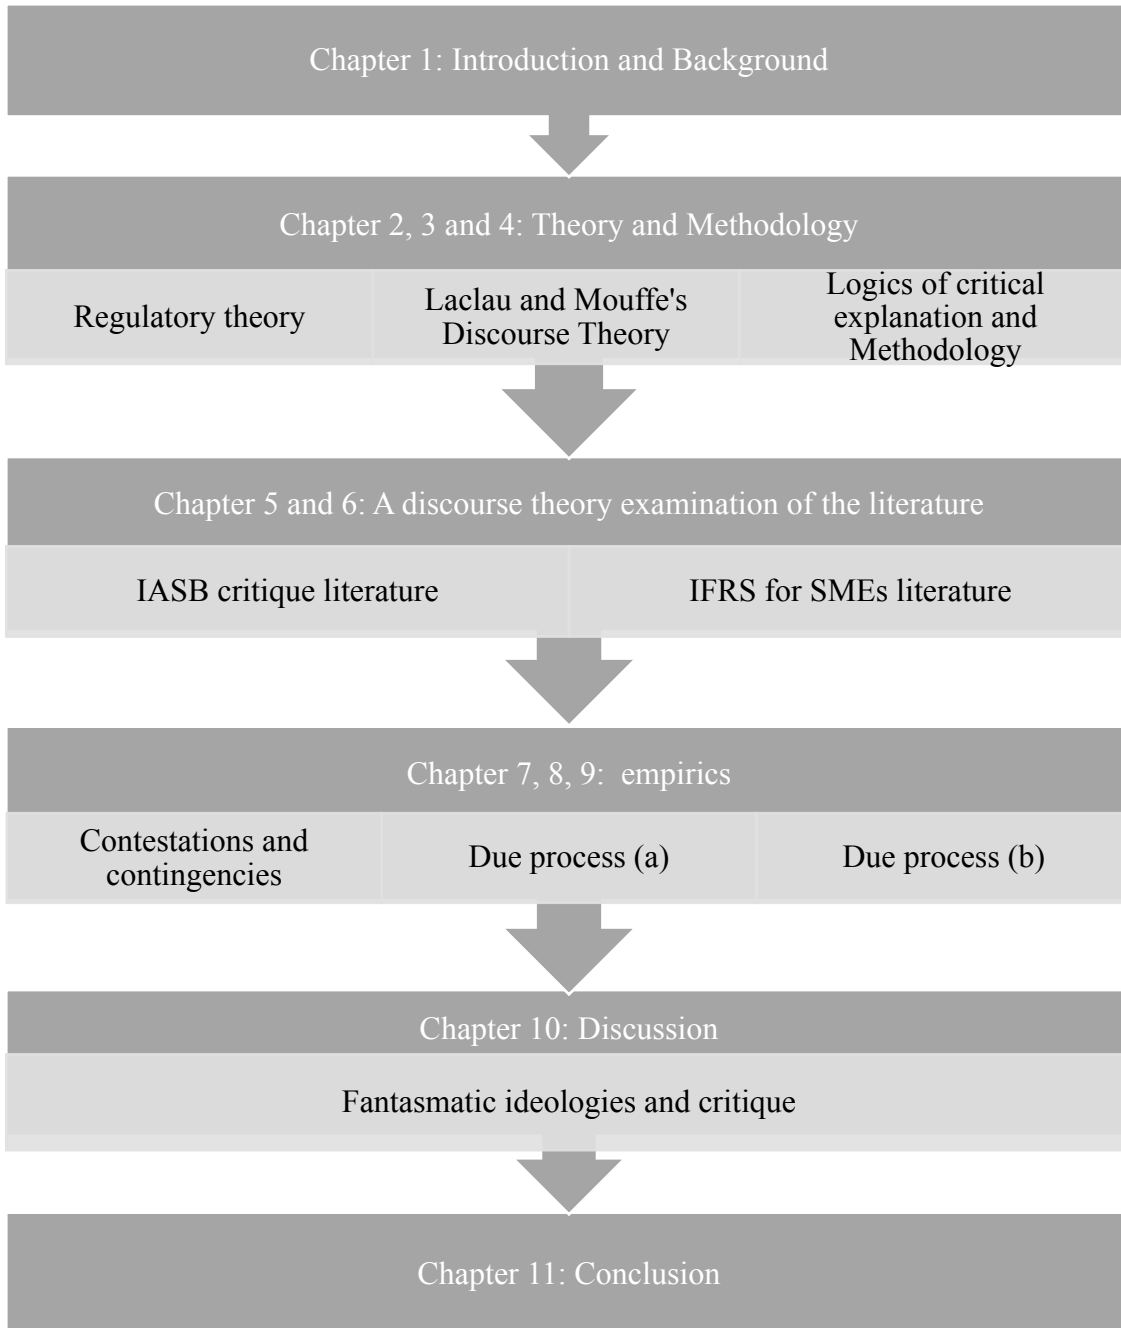 Chapter 1: Introduction and Background
Chapter 2, 3 and 4: Theory and Methodology
Regulatory theory
Laclau and Mouffe's
Discourse Theory
Logics of critical
explanation and
Methodology
Chapter 5 and 6: A discourse theory examination of the literature
IASB critique literature
IFRS for SMEs literature
Chapter 7, 8, 9:  empirics
Contestations and
contingencies
Due process (a)
Due process (b)
Chapter 10: Discussion
Fantasmatic ideologies and critique
Chapter 11: Conclusion